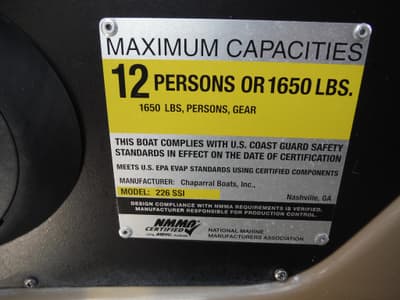 MAXIMUM CAPACITIES
12 PERSONS OR 1650 LBS.
1650 LBS, PERSONS, GEAR
THIS BOAT COMPLIES WITH U.S. COAST GUARD SAFETY
STANDARDS IN EFFECT ON THE DATE OF CERTIFICATION
MEETS U.S. EPA EVAP STANDARDS USING CERTIFIED COMPONENTS
MANUFACTURER: Chaparral Boats, Inc.,
MODEL: 226 SSI Nashville, GA
DESIGN COMPLIANCE WITH NMMA REQUIREMENTS IS VERIFIED.
MANUFACTURER RESPONSIBLE FOR PRODUCTION CONTROL.
NMMA
CERTIFIED
NATIONAL MARINE
MANUFACTURERS ASSOCIATION